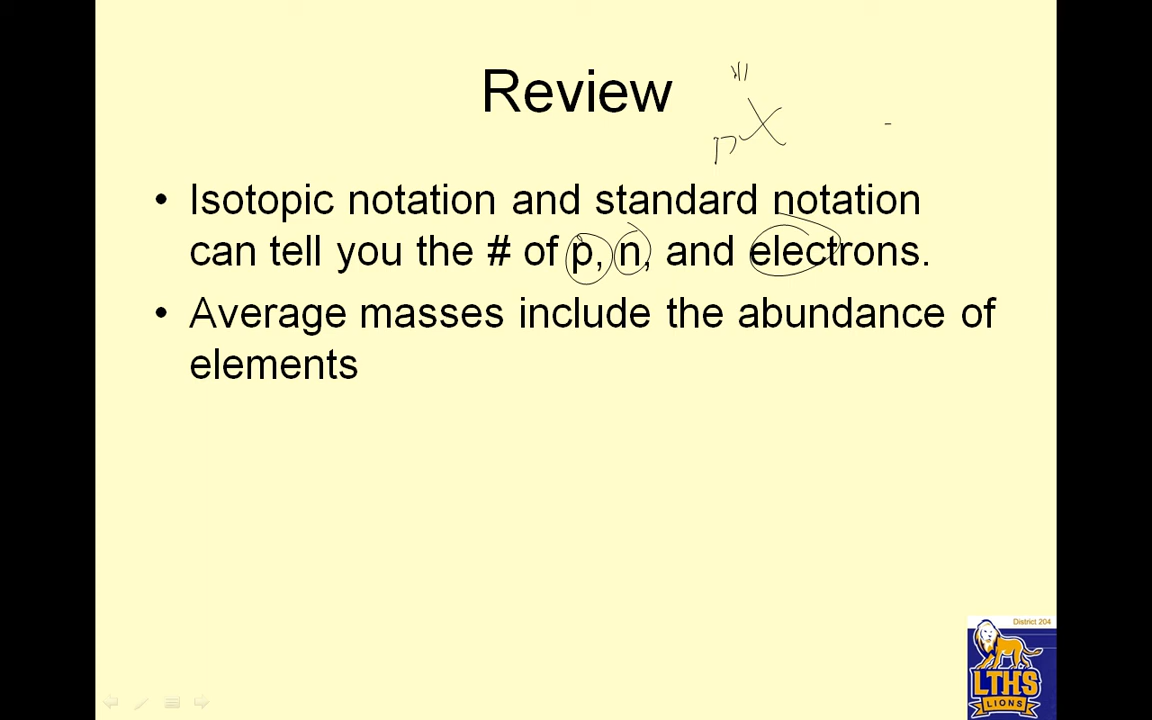 Review
X
p
• Isotopic notation and standard notation
can tell you the # of p, n, and electrons.
• Average masses include the abundance of
elements
District 204
LTHS
LIONS